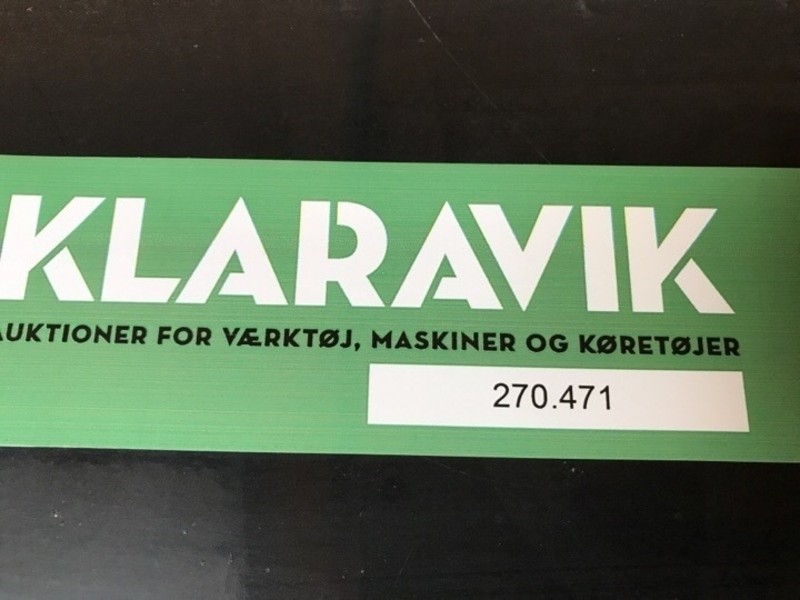 KLARAVIK
AUKTIONER FOR VÆRKTØJ, MASKINER OG KØRETØJER
270.471